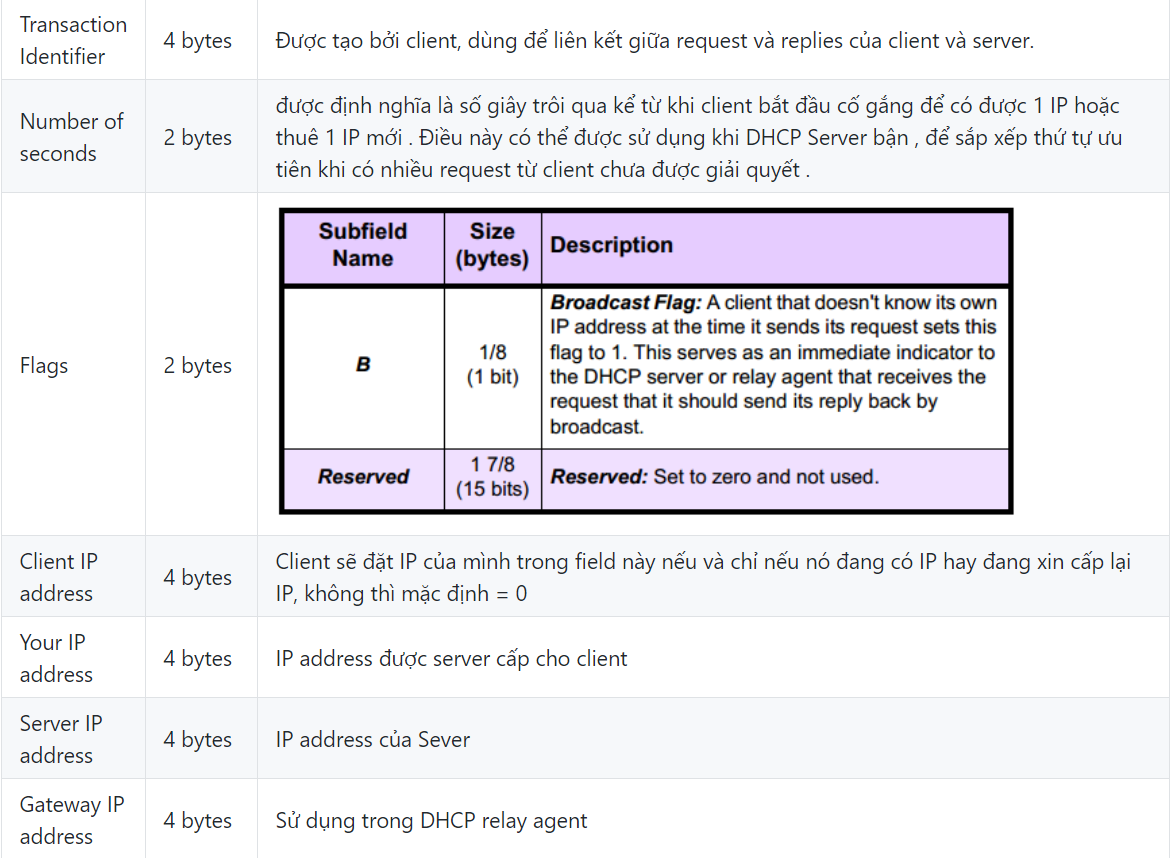 Transaction
Identifier
4 bytes
Được tạo bởi client, dùng để liên kết giữa request và replies của client và server.
Number of
seconds
2 bytes
được định nghĩa là số giây trôi qua kể từ khi client bắt đầu cố gắng để có được 1 IP hoặc
thuê 1 IP mới . Điều này có thể được sử dụng khi DHCP Server bận , để sắp xếp thứ tự ưu
tiên khi có nhiều request từ client chưa được giải quyết .
Flags
2 bytes
Subfield
Name
Size
(bytes)
Description
B
1/8
(1 bit)
Broadcast Flag: A client that doesn't know its own
IP address at the time it sends its request sets this
flag to 1. This serves as an immediate indicator to
the DHCP server or relay agent that receives the
request that it should send its reply back by
broadcast.
Reserved
1 7/8
(15 bits)
Reserved: Set to zero and not used.
Client IP
address
4 bytes
Client sẽ đặt IP của mình trong field này nếu và chỉ nếu nó đang có IP hay đang xin cấp lại
IP, không thì mặc định = 0
Your IP
address
4 bytes
IP address được server cấp cho client
Server IP
address
4 bytes
IP address của Sever
Gateway IP
address
4 bytes
Sử dụng trong DHCP relay agent